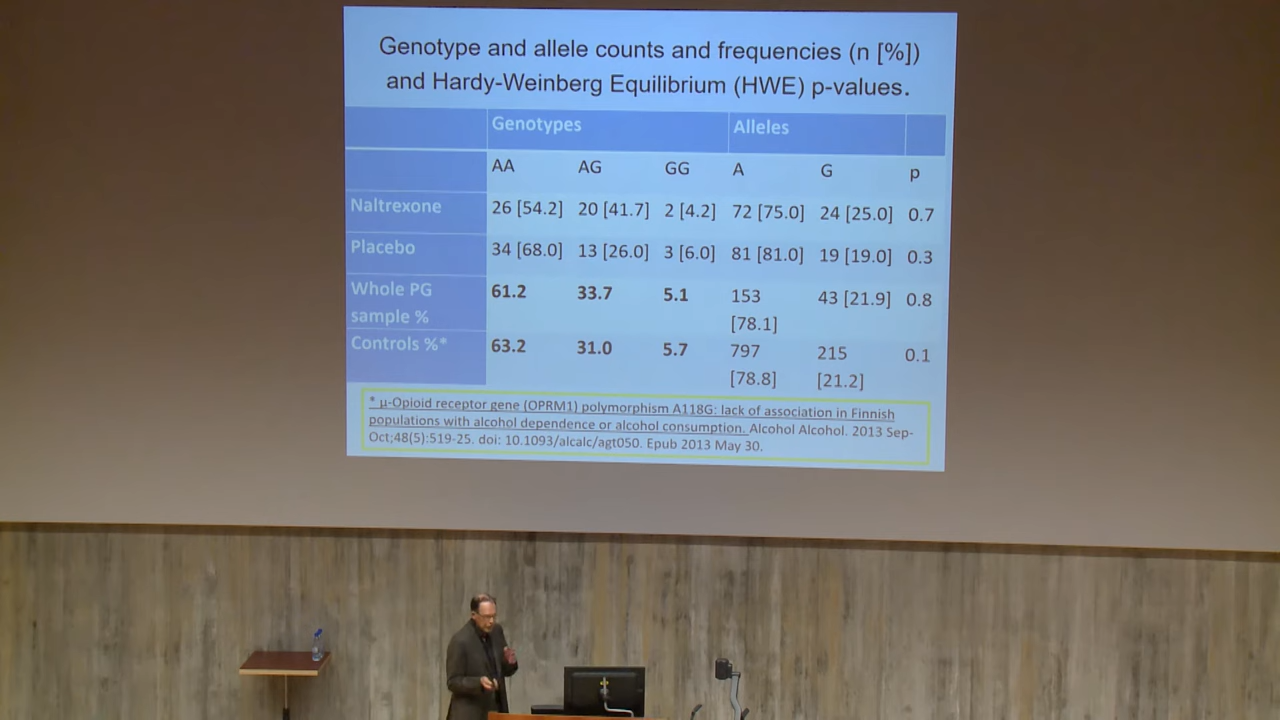 Genotype and allele counts and frequencies (n [%])
and Hardy-Weinberg Equilibrium (HWE) p-values.
Genotypes Alleles
AA AG GG A G p
Naltrexone 26 [54.2] 20 [41.7] 2 [4.2] 72 [75.0] 24 [25.0] 0.7
Placebo 34 [68.0] 13 [26.0] 3 [6.0] 81 [81.0] 19 [19.0] 0.3
Whole PG 61.2 33.7 5.1 153 43 [21.9] 0.8
sample % [78.1]
Controls %* 63.2 31.0 5.7 797 215 0.1
[78.8] [21.2]
* µ-Opioid receptor gene (OPRM1) polymorphism A118G: lack of association in Finnish
populations with alcohol dependence or alcohol consumption. Alcohol Alcohol. 2013 Sep-
Oct;48(5):519-25. doi: 10.1093/alcalc/agt050. Epub 2013 May 30.